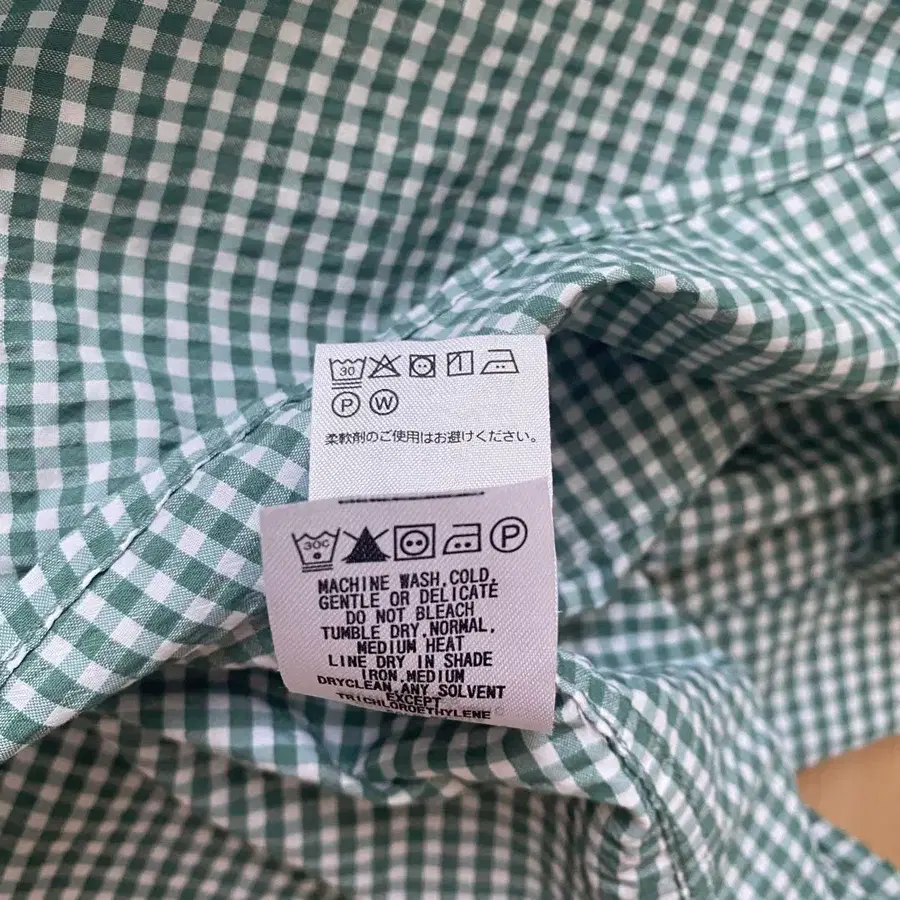 30
P W
柔軟剤のご使用はお避けください。
30C P
MACHINE WASH,COLD,
GENTLE OR DELICATE
DO NOT BLEACH
TUMBLE DRY,NORMAL,
MEDIUM HEAT
LINE DRY IN SHADE
IRON,MEDIUM
DRYCLEAN,ANY SOLVENT
EXCEPT
TRICHLOROETHYLENE